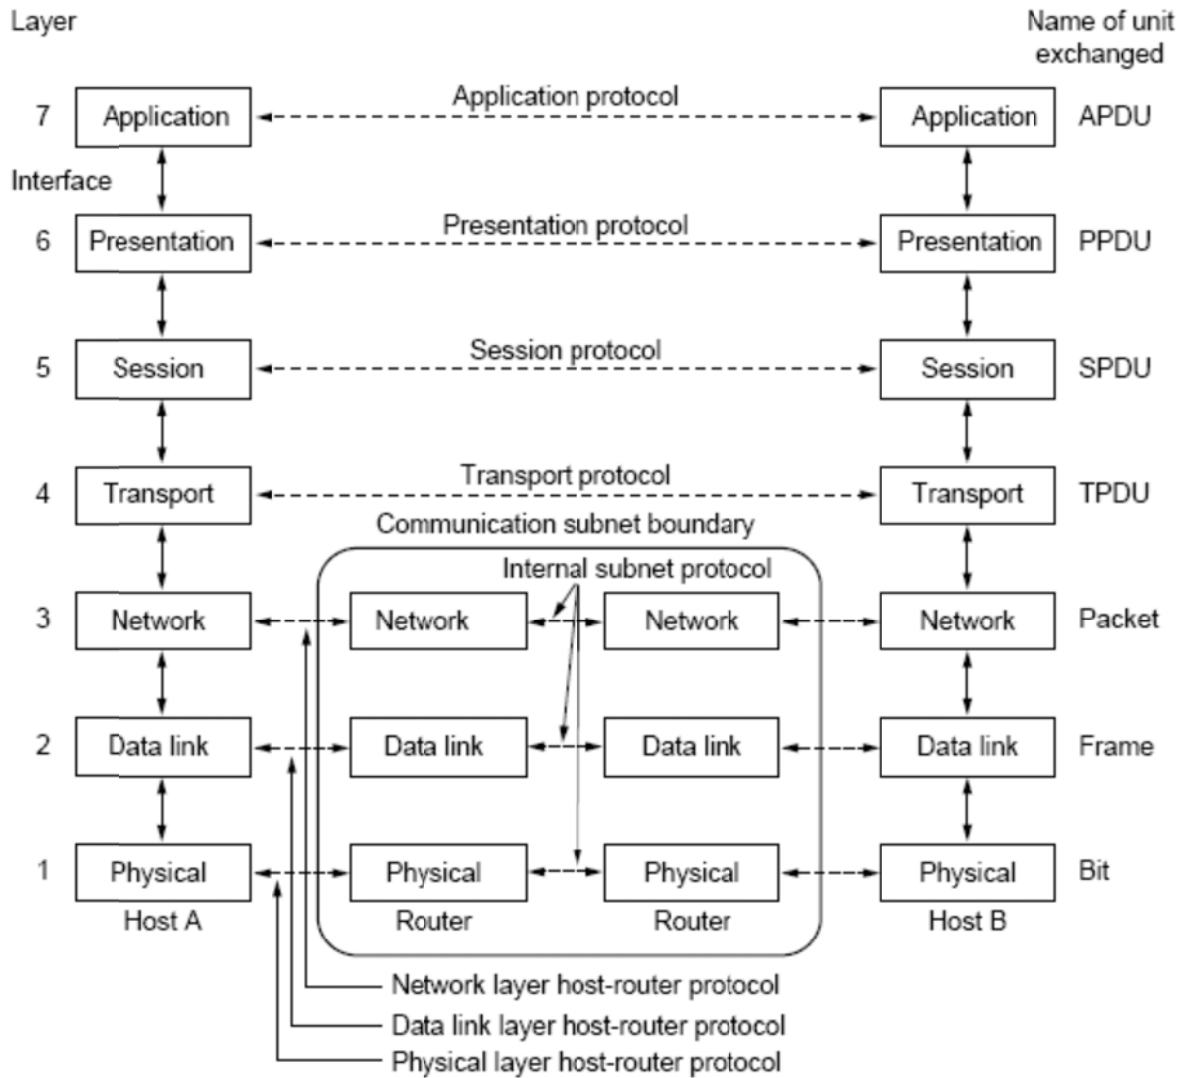 Layer
Name of unit
exchanged
Application protocol
7 Application Application APDU
Interface
Presentation protocol
6 Presentation Presentation PPDU
Session protocol
5 Session Session SPDU
Transport protocol
4 Transport Transport TPDU
Communication subnet boundary
Internal subnet protocol
3 Network Network Network Network Packet
2 Data link Data link Data link Data link Frame
1 Physical Physical Physical Physical Bit
Host A Router Router Host B
Network layer host-router protocol
Data link layer host-router protocol
Physical layer host-router protocol